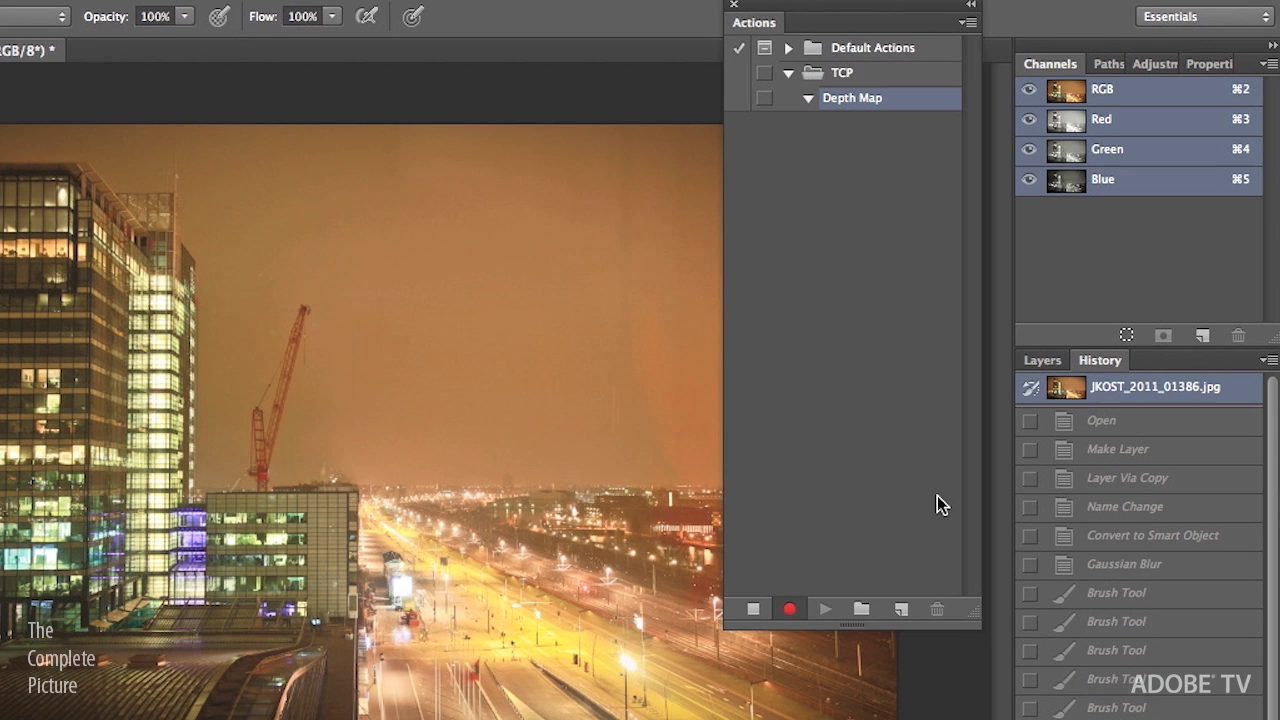 Opacity: 100%
Flow: 100%
Essentials
RGB/8*) *
Actions
Default Actions
TCP
Depth Map
Channels Paths Adjustm Properti
RGB ⌘2
Red ⌘3
Green ⌘4
Blue ⌘5
Layers History
JKOST_2011_01386.jpg
Open
Make Layer
Layer Via Copy
Name Change
Convert to Smart Object
Gaussian Blur
Brush Tool
Brush Tool
Brush Tool
Brush Tool
Brush Tool
The
Complete
Picture
ADOBE® TV